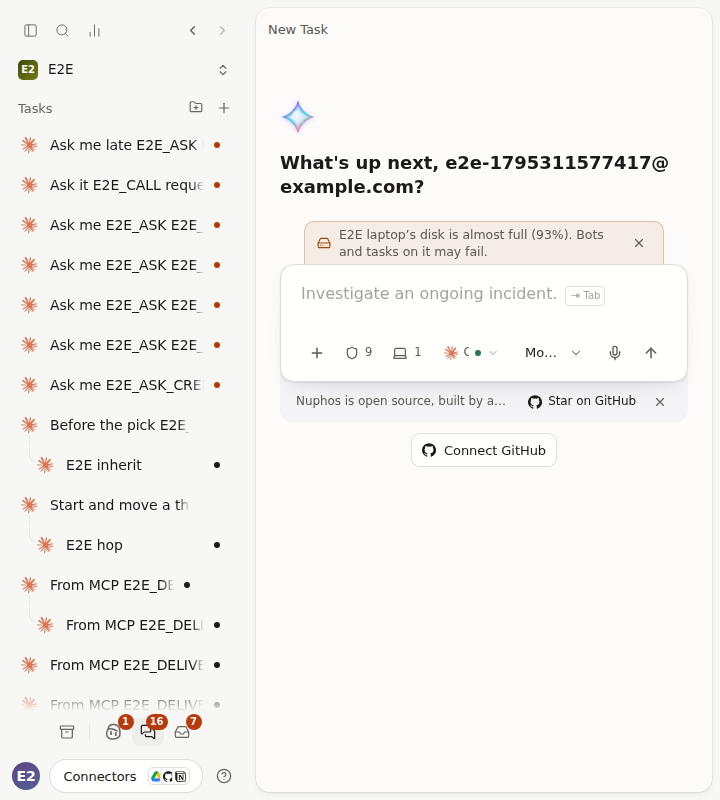 New Task
E2 E2E
Tasks
Ask me late E2E_ASK
Ask it E2E_CALL reque
Ask me E2E_ASK E2E_
Ask me E2E_ASK E2E_
Ask me E2E_ASK E2E_
Ask me E2E_ASK E2E_
Ask me E2E_ASK_CRE
Before the pick E2E_
E2E inherit
Start and move a th
E2E hop
From MCP E2E_DE
From MCP E2E_DELI
From MCP E2E_DELIVE
From MCP E2E_DELIVE
1 16 7
E2 Connectors
What's up next, e2e-1795311577417@
example.com?
E2E laptop’s disk is almost full (93%). Bots
and tasks on it may fail.
Investigate an ongoing incident. ⇥ Tab
9 1 C Mo…
Nuphos is open source, built by a… Star on GitHub
Connect GitHub